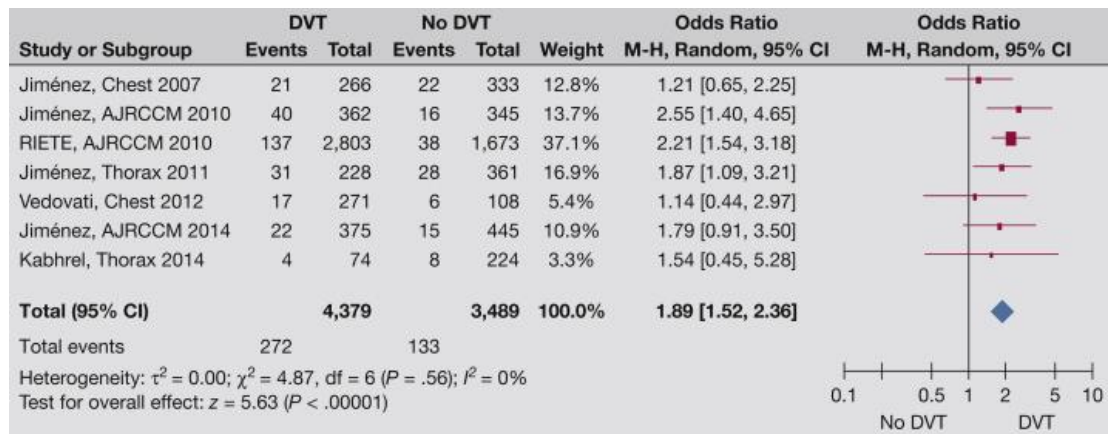 DVT No DVT Odds Ratio Odds Ratio
Study or Subgroup Events Total Events Total Weight M-H, Random, 95% CI M-H, Random, 95% CI
Jiménez, Chest 2007 21 266 22 333 12.8% 1.21 [0.65, 2.25]
Jiménez, AJRCCM 2010 40 362 16 345 13.7% 2.55 [1.40, 4.65]
RIETE, AJRCCM 2010 137 2,803 38 1,673 37.1% 2.21 [1.54, 3.18]
Jiménez, Thorax 2011 31 228 28 361 16.9% 1.87 [1.09, 3.21]
Vedovati, Chest 2012 17 271 6 108 5.4% 1.14 [0.44, 2.97]
Jiménez, AJRCCM 2014 22 375 15 445 10.9% 1.79 [0.91, 3.50]
Kabhrel, Thorax 2014 4 74 8 224 3.3% 1.54 [0.45, 5.28]
Total (95% CI) 4,379 3,489 100.0% 1.89 [1.52, 2.36]
Total events 272 133
Heterogeneity: τ² = 0.00; χ² = 4.87, df = 6 (P = .56); I² = 0%
Test for overall effect: z = 5.63 (P < .00001)
0.1 0.5 1 2 5 10
No DVT DVT